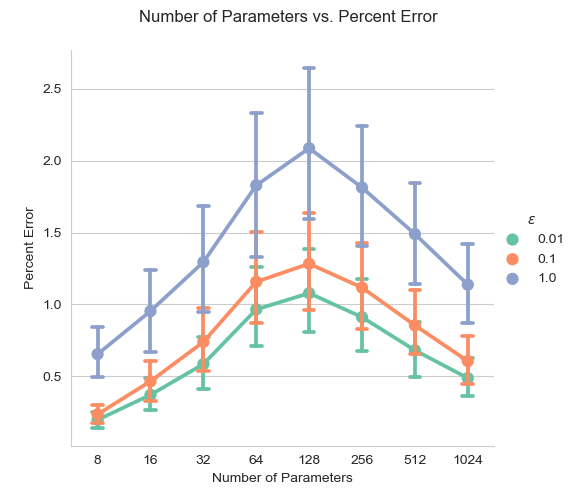 Number of Parameters vs. Percent Error
Percent Error
2.5
2.0
1.5
1.0
0.5
8 16 32 64 128 256 512 1024
Number of Parameters
ε
0.01
0.1
1.0